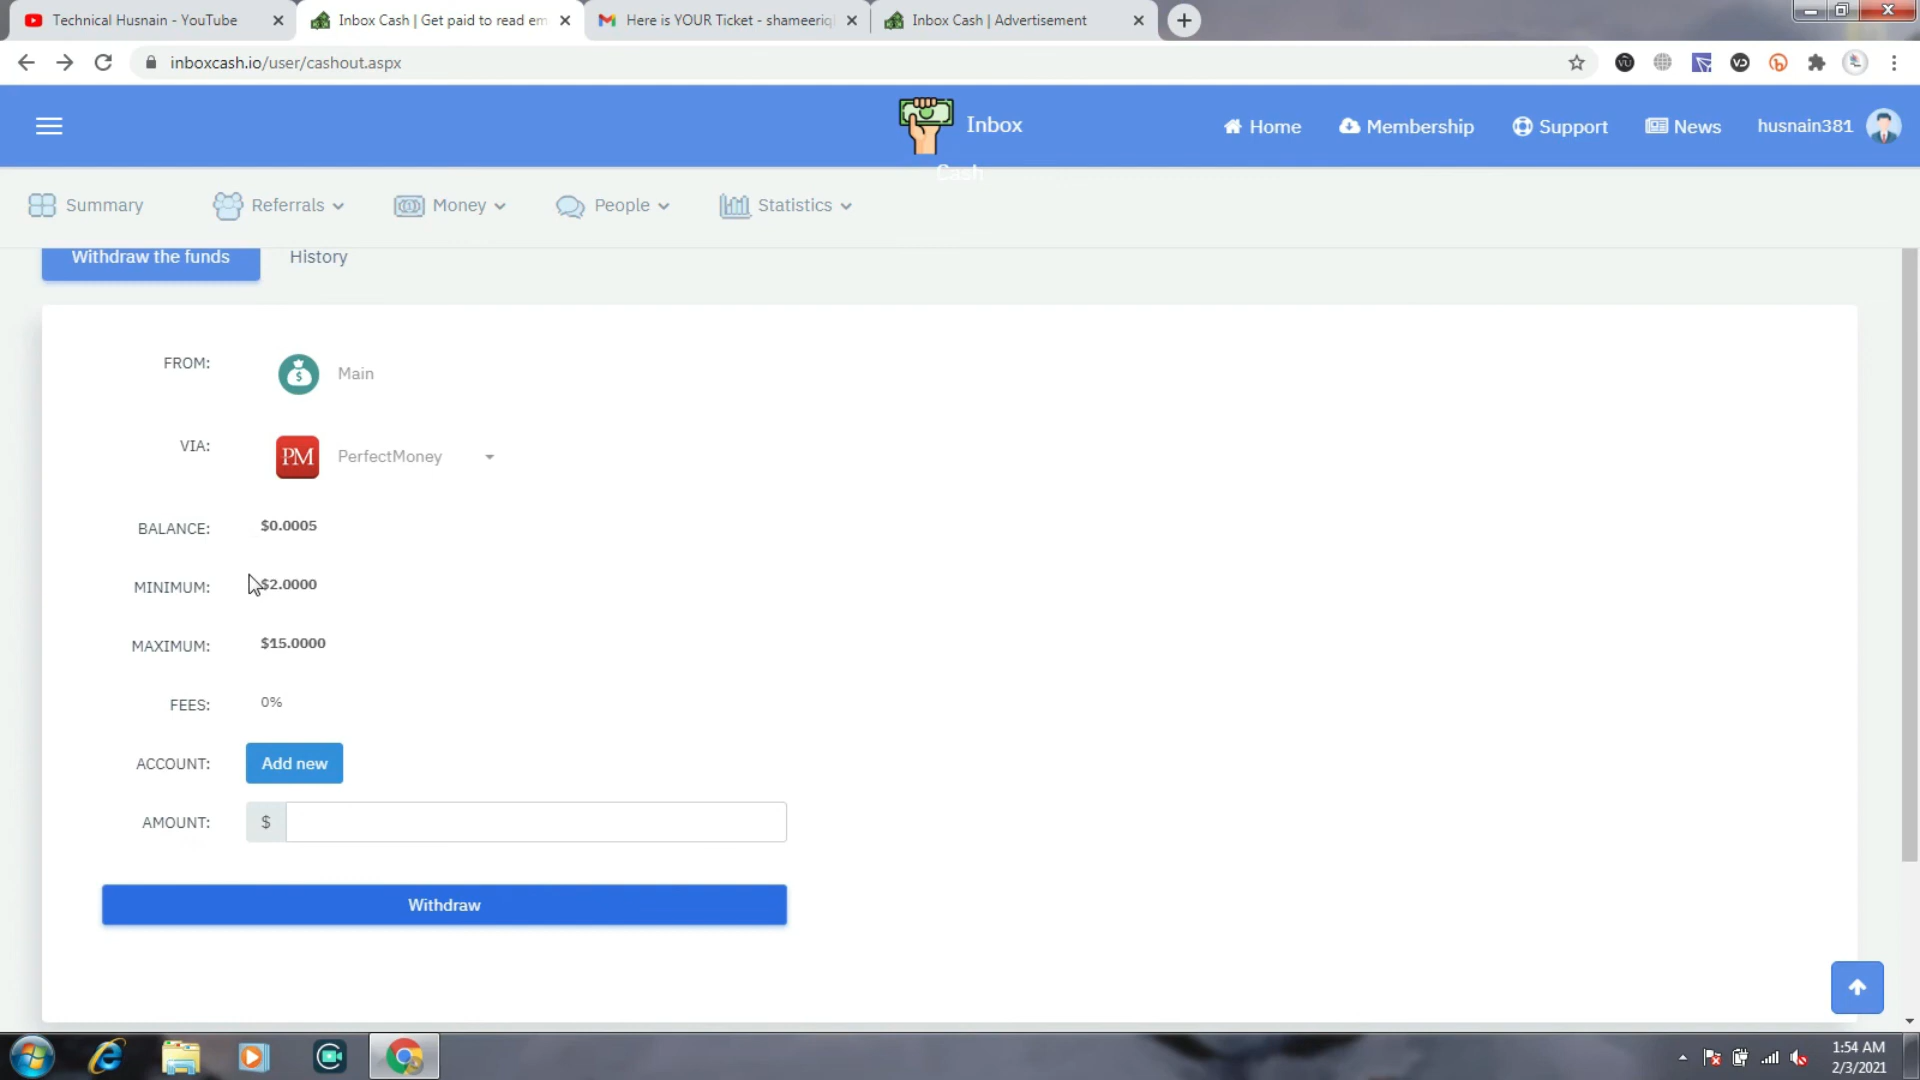 Technical Husnain - YouTube
Inbox Cash | Get paid to read em
Here is YOUR Ticket - shameeriq
Inbox Cash | Advertisement
inboxcash.io/user/cashout.aspx
Inbox
Cash
Home
Membership
Support
News
husnain381
Summary
Referrals
Money
People
Statistics
Withdraw the funds
History
FROM:
Main
VIA:
PM
PerfectMoney
BALANCE:
$0.0005
MINIMUM:
$2.0000
MAXIMUM:
$15.0000
FEES:
0%
ACCOUNT:
Add new
AMOUNT:
$
Withdraw
1:54 AM
2/3/2021